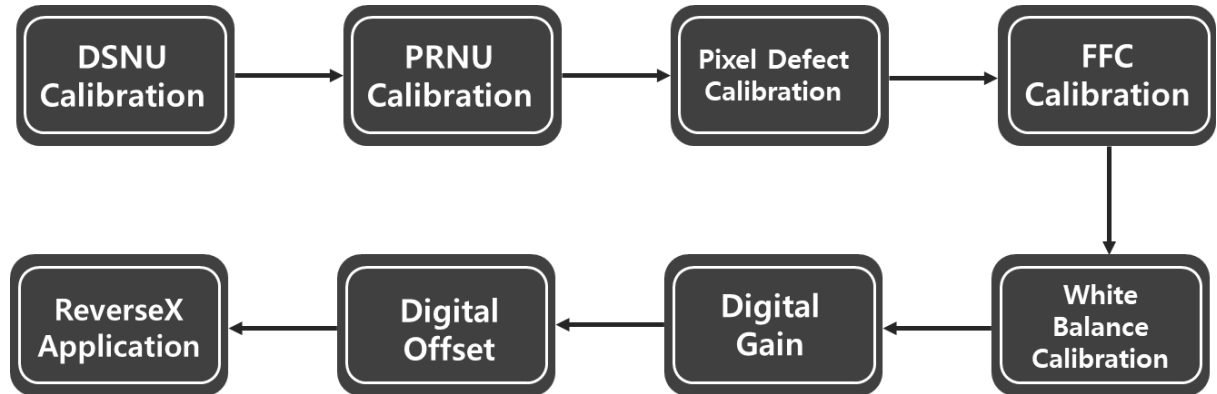 DSNU
Calibration
PRNU
Calibration
Pixel Defect
Calibration
FFC
Calibration
White
Balance
Calibration
Digital
Gain
Digital
Offset
ReverseX
Application